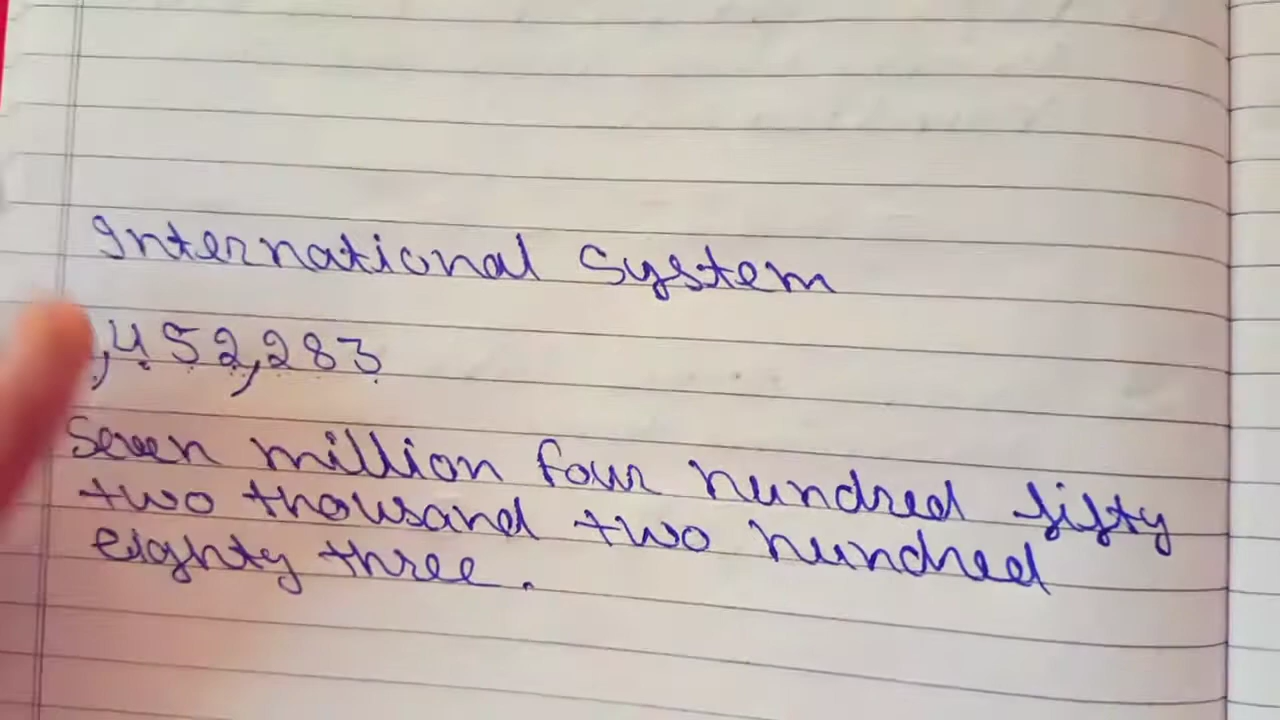 International System
,452,283
Seven million four hundred fifty
two thousand two hundred
eighty three.